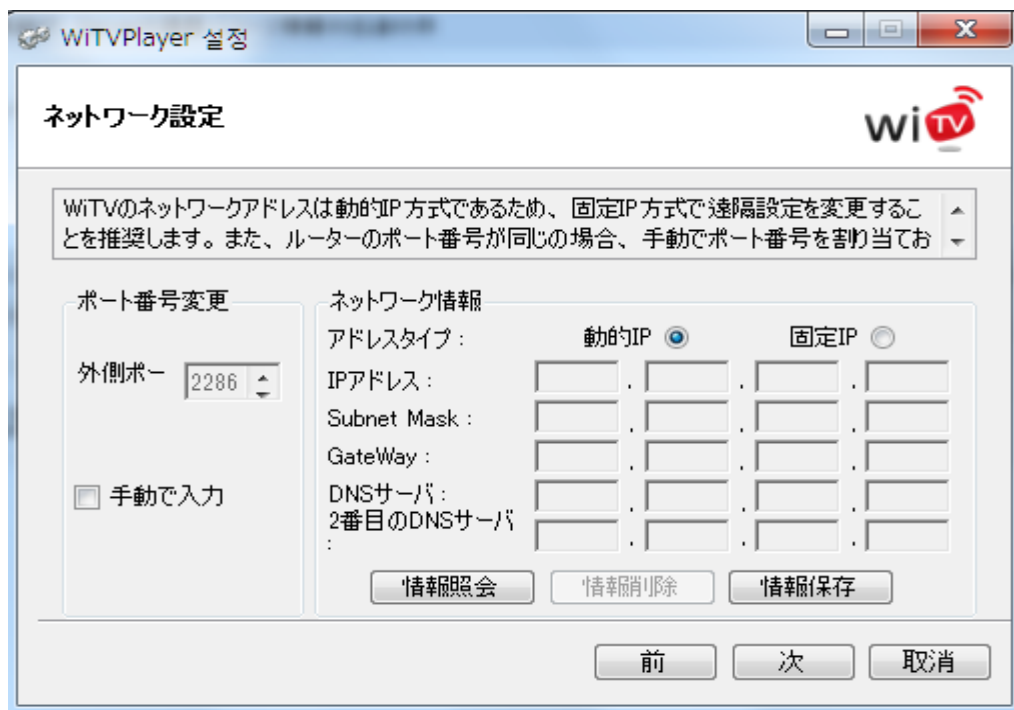 WiTVPlayer 설정
ネットワーク設定
wi TV
WiTVのネットワークアドレスは動的IP方式であるため、固定IP方式で遠隔設定を変更するこ
とを推奨します。また、ルーターのポート番号が同じの場合、手動でポート番号を割り当てお
ポート番号変更
外側ポー 2286
手動で入力
ネットワーク情報
アドレスタイプ : 動的IP 固定IP
IPアドレス : . . .
Subnet Mask : . . .
GateWay : . . .
DNSサーバ : . . .
2番目のDNSサーバ
: . . .
情報照会 情報削除 情報保存
前 次 取消